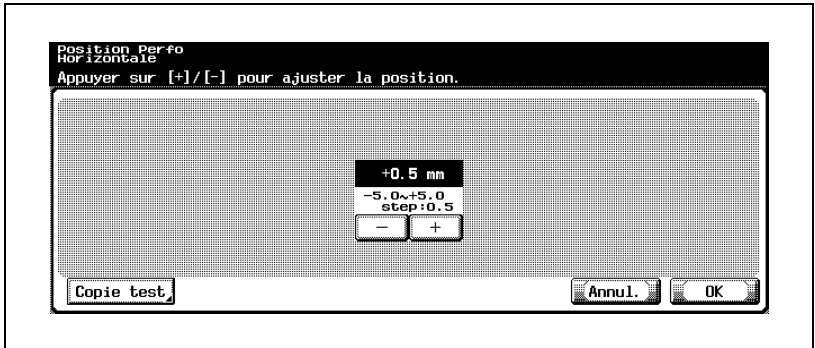 Position Perfo
Horizontale
Appuyer sur [+]/[-] pour ajuster la position.
+0.5 mm
-5.0~+5.0
step:0.5
- +
Copie test Annul. OK